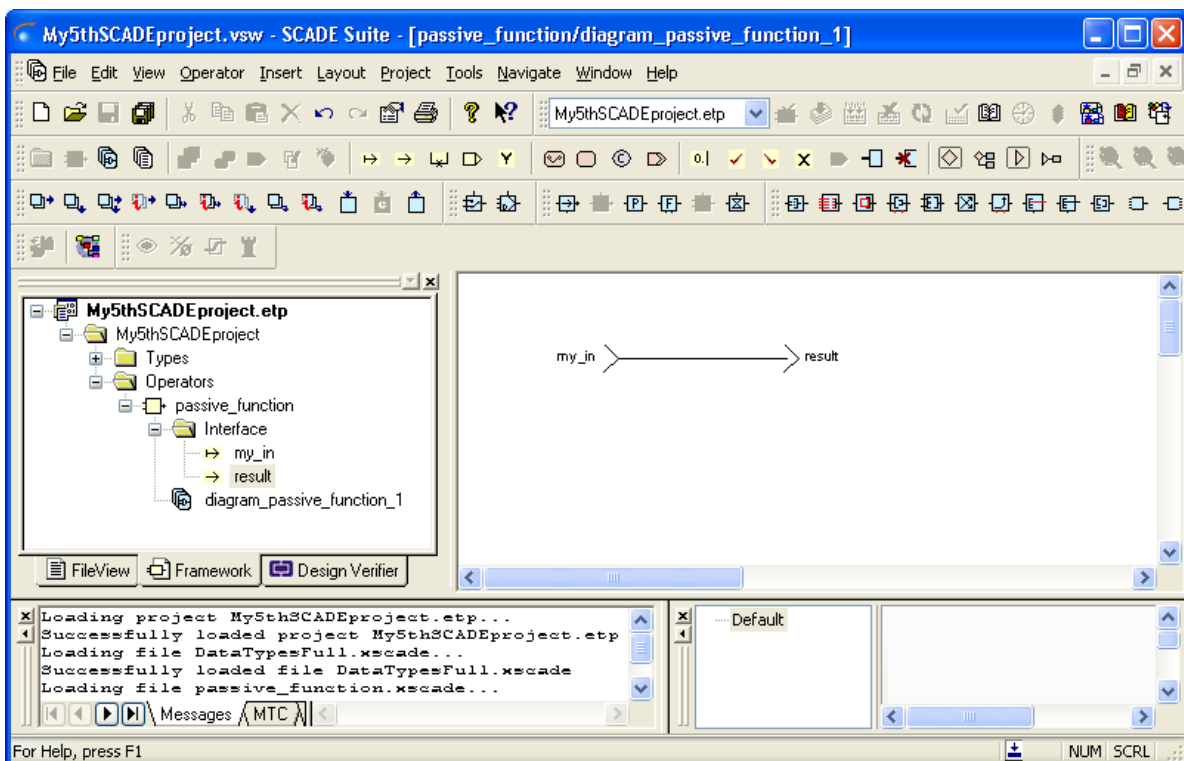 My5thSCADEproject.vsw - SCADE Suite - [passive_function/diagram_passive_function_1]
File Edit View Operator Insert Layout Project Tools Navigate Window Help
My5thSCADEproject.etp
My5thSCADEproject.etp
My5thSCADEproject
Types
Operators
passive_function
Interface
my_in
result
diagram_passive_function_1
my_in result
FileView Framework Design Verifier
Loading project My5thSCADEproject.etp...
Successfully loaded project My5thSCADEproject.etp
Loading file DataTypesFull.xscade...
Successfully loaded file DataTypesFull.xscade
Loading file passive_function.xscade...
Messages MTC
Default
For Help, press F1
NUM SCRL